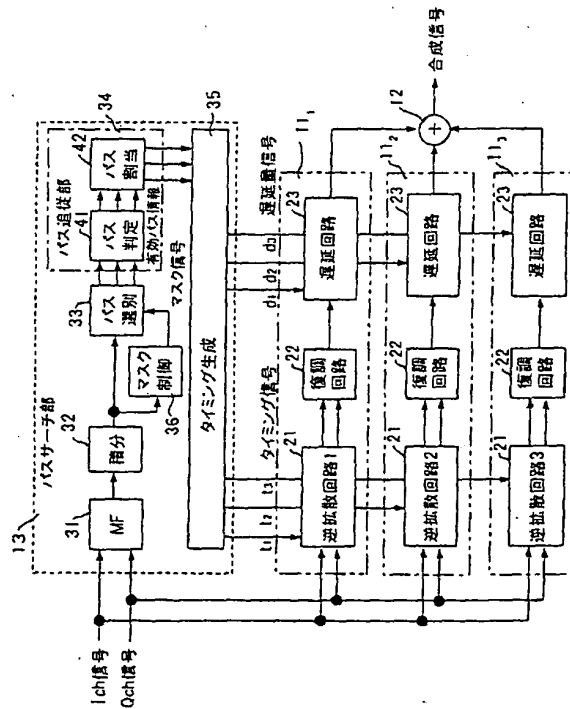 13
パスサーチ部
Ich信号
Qch信号
31
MF
32
積分
33
パス
選別
マスク
制御
36
マスク信号
パス追従部
41
パス
判定
有効パス情報
42
パス
割当
34
タイミング生成
35
タイミング信号
t₁
t₂
t₃
遅延量信号
d₁
d₂
d₃
11₁
21
逆拡散回路1
22
復調
回路
23
遅延回路
11₂
21
逆拡散回路2
22
復調
回路
23
遅延回路
11₃
21
逆拡散回路3
22
復調
回路
23
遅延回路
12
+
合成信号